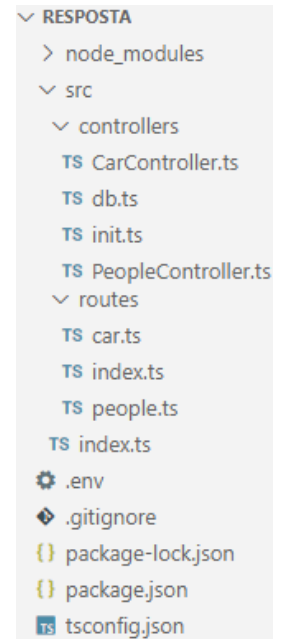 RESPOSTA
node_modules
src
controllers
TS CarController.ts
TS db.ts
TS init.ts
TS PeopleController.ts
routes
TS car.ts
TS index.ts
TS people.ts
TS index.ts
.env
.gitignore
{} package-lock.json
{} package.json
TS tsconfig.json